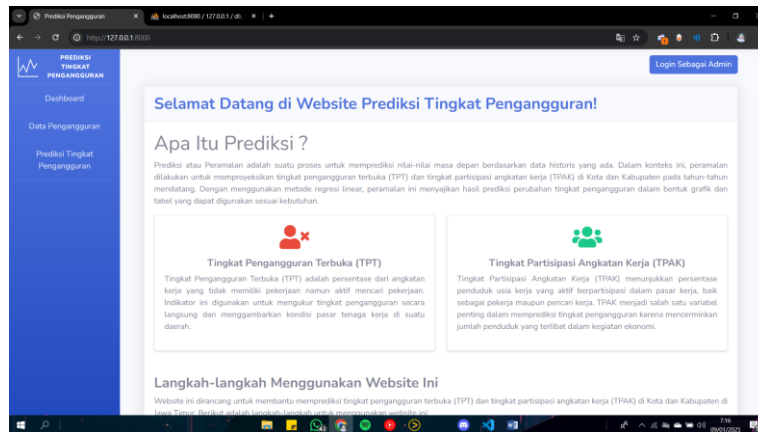 Prediksi Pengangguran
localhost:8080 / 127.0.0.1 / db_
http://127.0.0.1:8000
PREDIKSI
TINGKAT
PENGANGGURAN
Dashboard
Data Pengangguran
Prediksi Tingkat
Pengangguran
Login Sebagai Admin
Selamat Datang di Website Prediksi Tingkat Pengangguran!
Apa Itu Prediksi ?
Prediksi atau Peramalan adalah suatu proses untuk memprediksi nilai-nilai masa depan berdasarkan data historis yang ada. Dalam konteks ini, peramalan
dilakukan untuk memproyeksikan tingkat pengangguran terbuka (TPT) dan tingkat partisipasi angkatan kerja (TPAK) di Kota dan Kabupaten pada tahun-tahun
mendatang. Dengan menggunakan metode regresi linear, peramalan ini menyajikan hasil prediksi perubahan tingkat pengangguran dalam bentuk grafik dan
tabel yang dapat digunakan sesuai kebutuhan.
Tingkat Pengangguran Terbuka (TPT)
Tingkat Pengangguran Terbuka (TPT) adalah persentase dari angkatan
kerja yang tidak memiliki pekerjaan namun aktif mencari pekerjaan.
Indikator ini digunakan untuk mengukur tingkat pengangguran secara
langsung dan menggambarkan kondisi pasar tenaga kerja di suatu
daerah.
Tingkat Partisipasi Angkatan Kerja (TPAK)
Tingkat Partisipasi Angkatan Kerja (TPAK) menunjukkan persentase
penduduk usia kerja yang aktif berpartisipasi dalam pasar kerja, baik
sebagai pekerja maupun pencari kerja. TPAK menjadi salah satu variabel
penting dalam memprediksi tingkat pengangguran karena mencerminkan
jumlah penduduk yang terlibat dalam kegiatan ekonomi.
Langkah-langkah Menggunakan Website Ini
Website ini dirancang untuk membantu memprediksi tingkat pengangguran terbuka (TPT) dan tingkat partisipasi angkatan kerja (TPAK) di Kota dan Kabupaten di
Jawa Timur. Berikut adalah langkah-langkah untuk menggunakan website ini:
7:16
09/01/2025